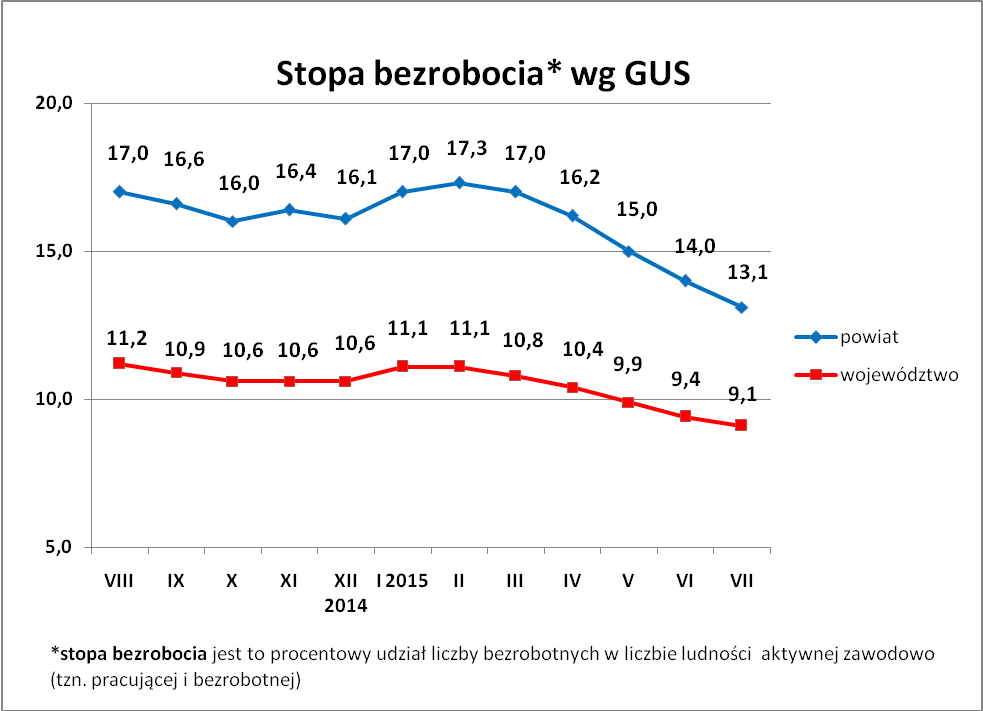 Stopa bezrobocia* wg GUS
20,0
15,0
10,0
5,0
17,0 16,6 16,0 16,4 16,1 17,0 17,3 17,0 16,2 15,0 14,0 13,1
11,2 10,9 10,6 10,6 10,6 11,1 11,1 10,8 10,4 9,9 9,4 9,1
powiat
województwo
VIII IX X XI XII I 2015 II III IV V VI VII
2014
*stopa bezrobocia jest to procentowy udział liczby bezrobotnych w liczbie ludności aktywnej zawodowo
(tzn. pracującej i bezrobotnej)